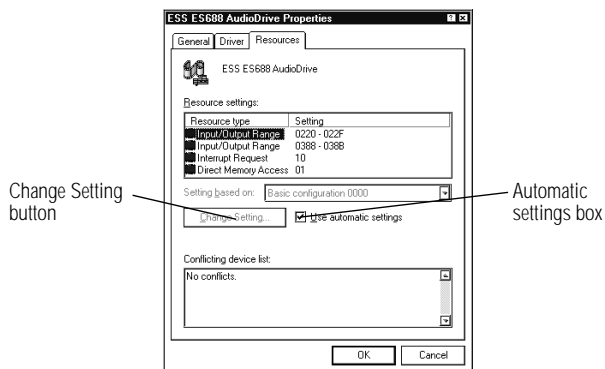 ESS ES688 AudioDrive Properties
General Driver Resources
ESS ES688 AudioDrive
Resource settings:
Resource type Setting
Input/Output Range 0220 - 022F
Input/Output Range 0388 - 038B
Interrupt Request 10
Direct Memory Access 01
Setting based on: Basic configuration 0000
Change Setting... Use automatic settings
Change Setting
button
Automatic
settings box
Conflicting device list:
No conflicts.
OK Cancel